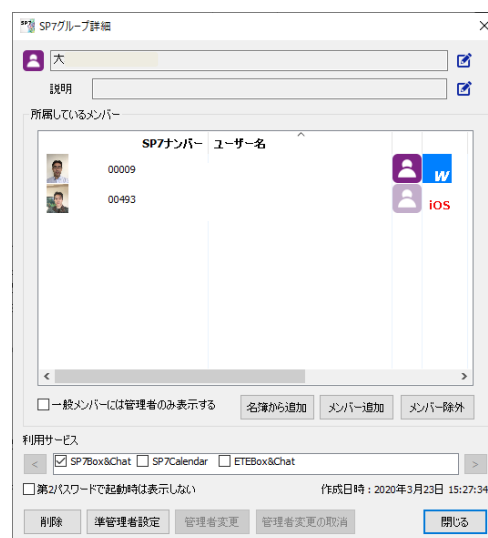 SP7 SP7グループ詳細
大
説明
所属しているメンバー
SP7ナンバー ユーザー名
00009 W
00493 iOS
一般メンバーには管理者のみ表示する 名簿から追加 メンバー追加 メンバー除外
利用サービス
< SP7Box&Chat SP7Calendar ETEBox&Chat >
第2パスワードで起動時は表示しない 作成日時 : 2020年3月23日 15:27:34
削除 準管理者設定 管理者変更 管理者変更の取消 閉じる